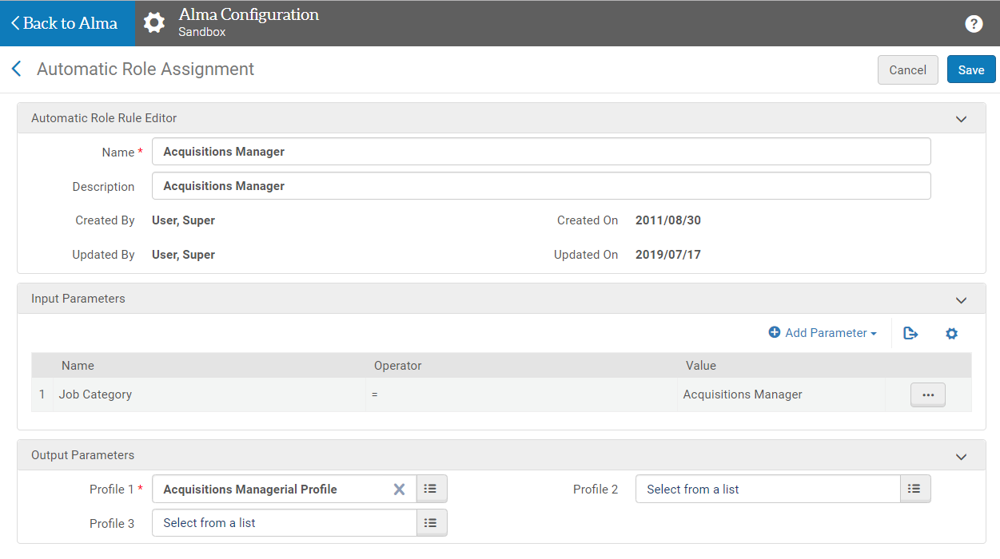 Back to Alma
Alma Configuration
Sandbox
?
Automatic Role Assignment
Cancel
Save
Automatic Role Rule Editor
Name *
Acquisitions Manager
Description
Acquisitions Manager
Created By User, Super
Created On 2011/08/30
Updated By User, Super
Updated On 2019/07/17
Input Parameters
Add Parameter
Name Operator Value
1 Job Category = Acquisitions Manager
Output Parameters
Profile 1 * Acquisitions Managerial Profile
Profile 2 Select from a list
Profile 3 Select from a list